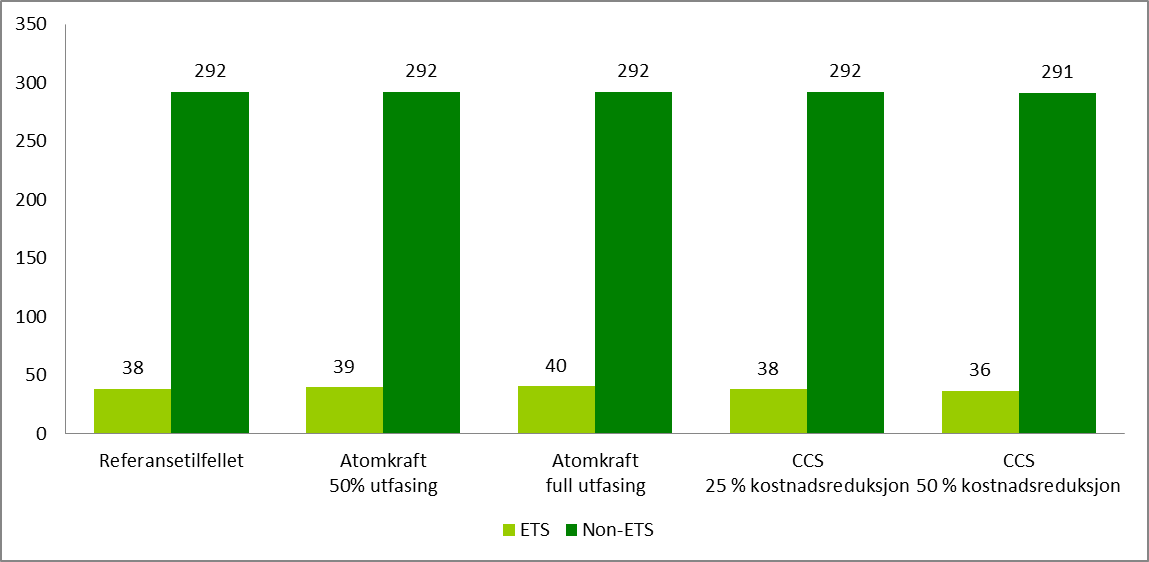 350
300
250
200
150
100
50
0
292
292
292
292
291
38
39
40
38
36
Referansetilfellet
Atomkraft
50% utfasing
Atomkraft
full utfasing
CCS
25 % kostnadsreduksjon
CCS
50 % kostnadsreduksjon
ETS
Non-ETS